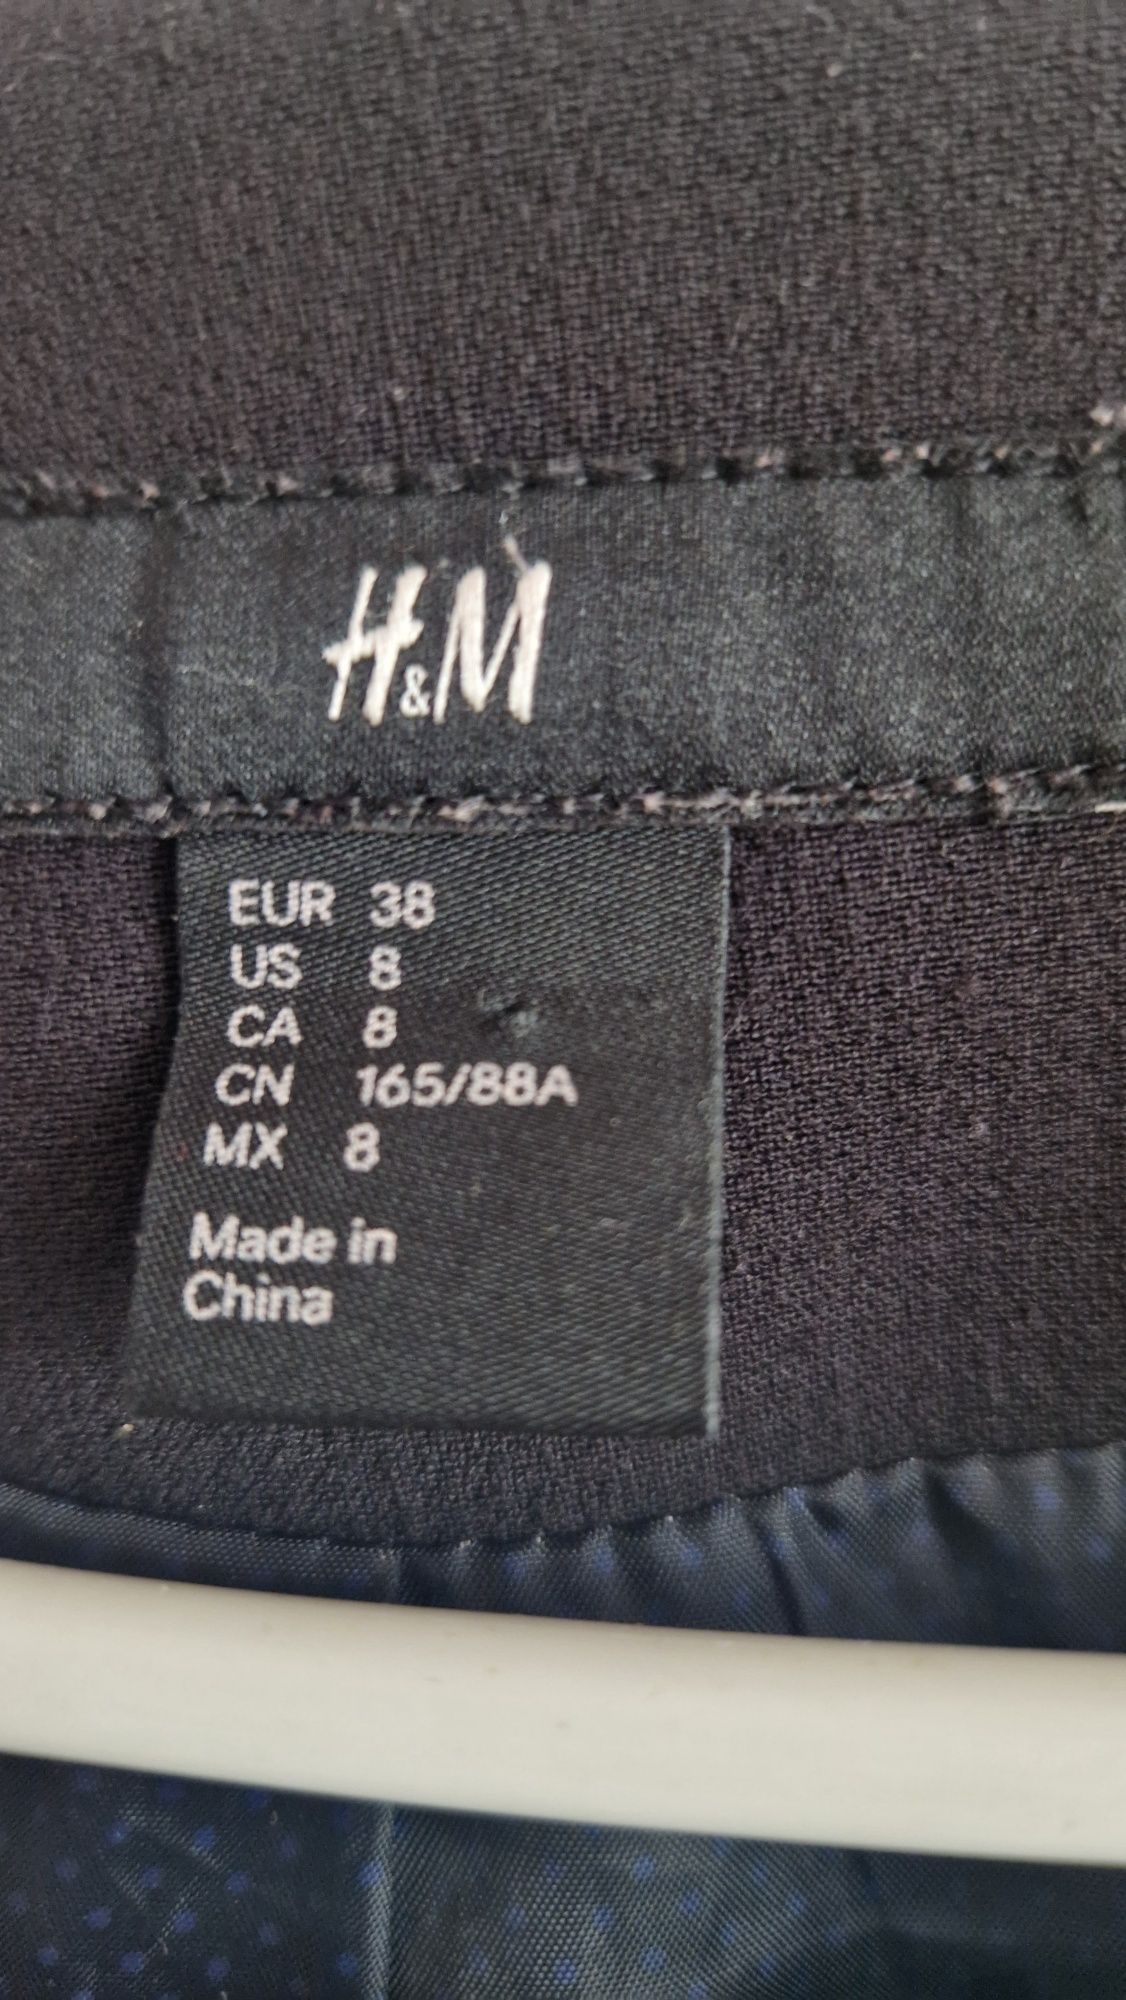 H&M
EUR 38
US 8
CA 8
CN 165/88A
MX 8
Made in
China